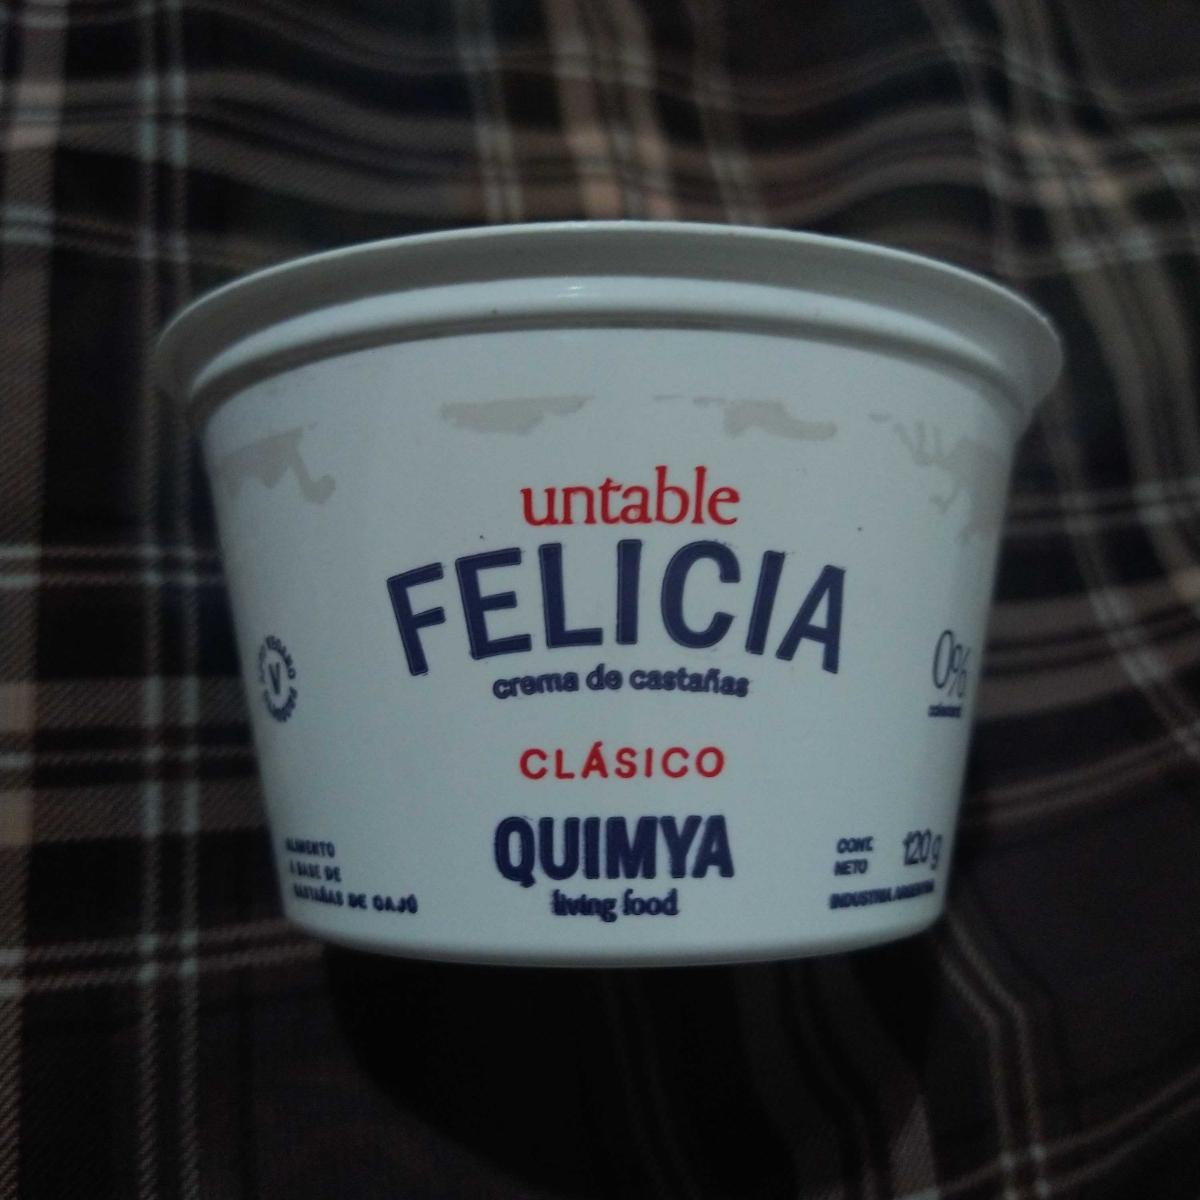 untable
FELICIA
crema de castañas
CLÁSICO
QUIMYA
living food
V
0%
ALIMENTO
A BASE DE
CASTAÑAS DE CAJÚ
CONT.
NETO
120 g
INDUSTRIA ARGENTINA